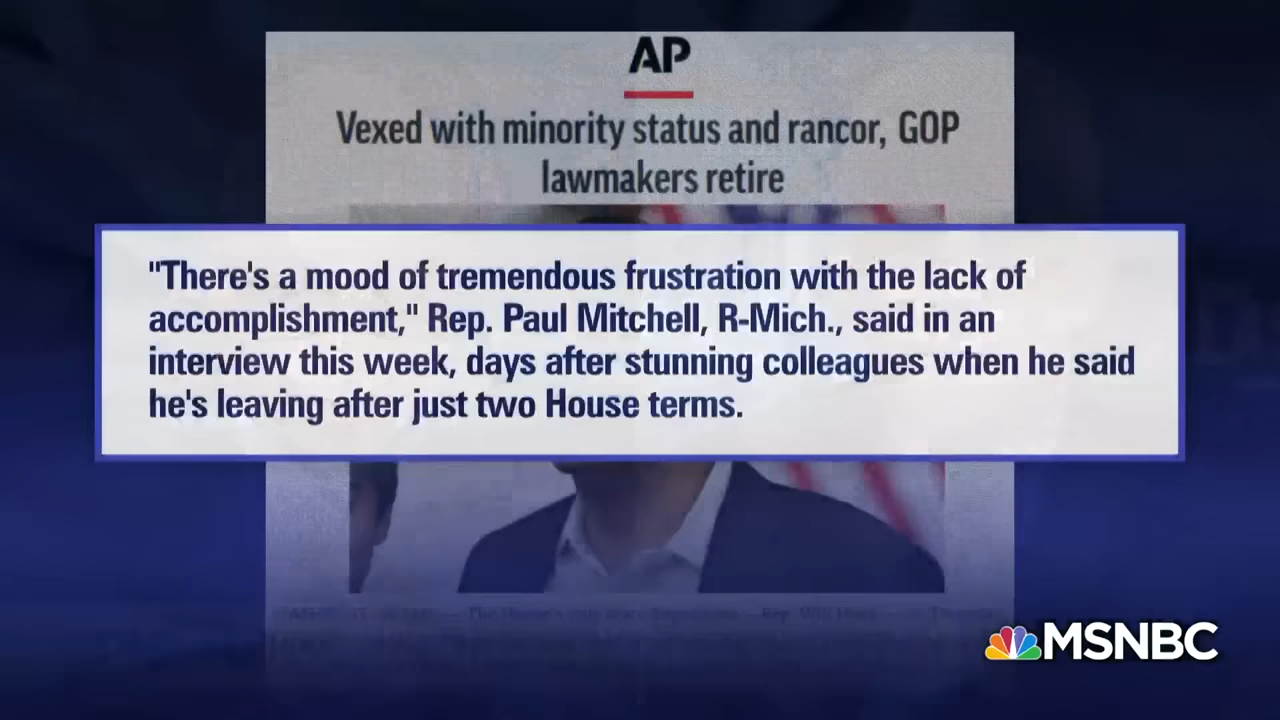 AP
Vexed with minority status and rancor, GOP
lawmakers retire
"There's a mood of tremendous frustration with the lack of
accomplishment," Rep. Paul Mitchell, R-Mich., said in an
interview this week, days after stunning colleagues when he said
he's leaving after just two House terms.
MSNBC